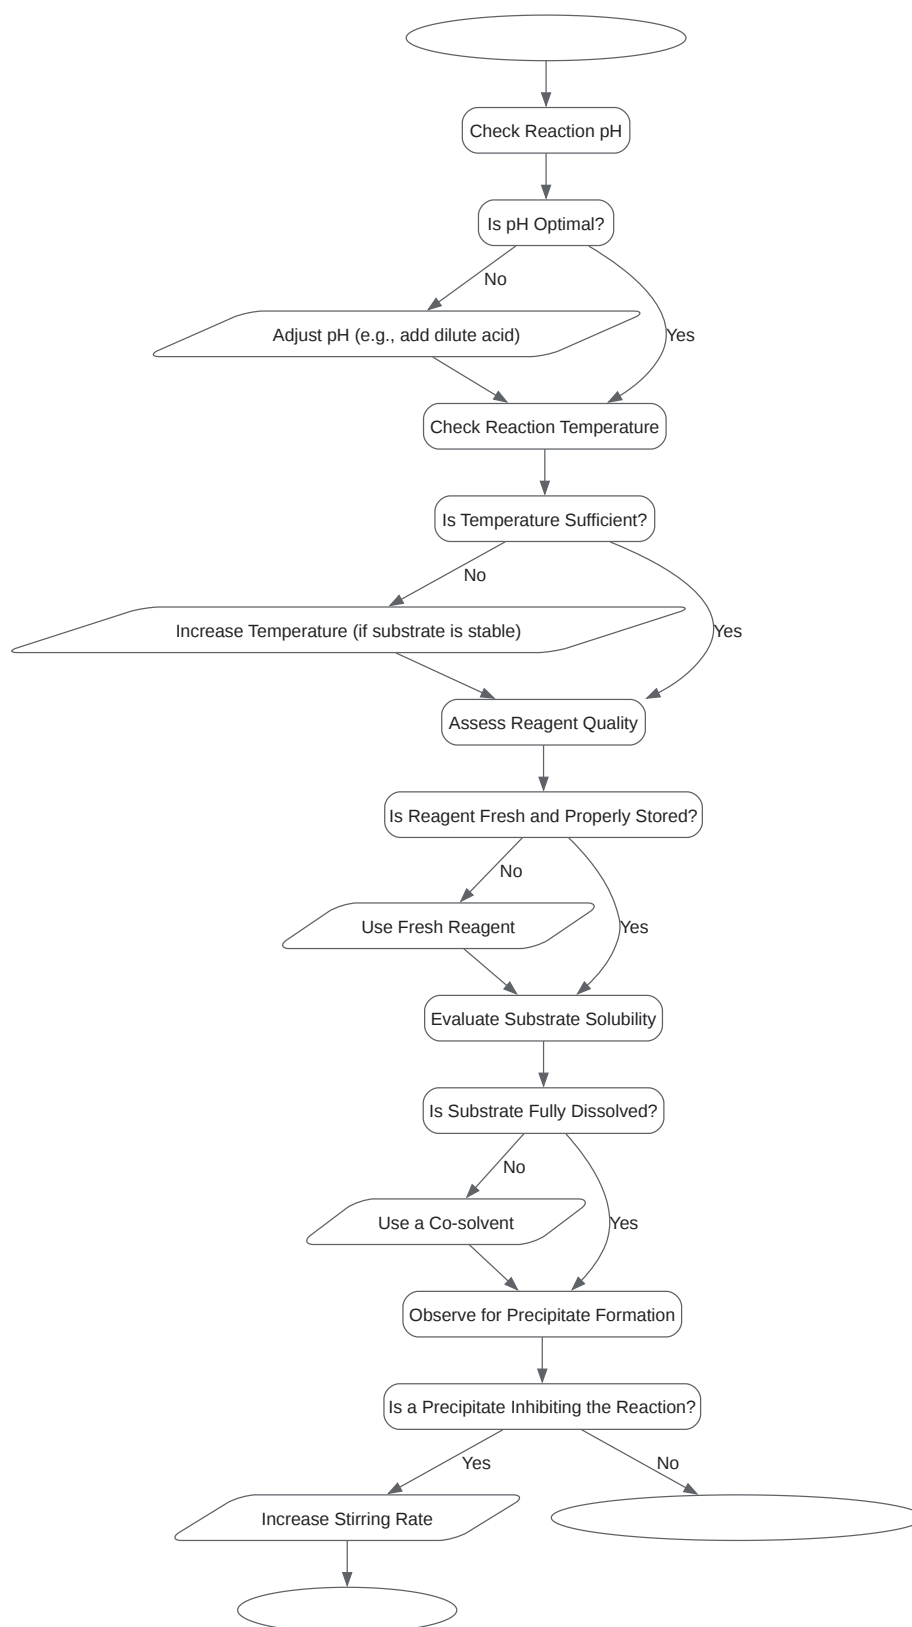 Check Reaction pH
Is pH Optimal?
No
Adjust pH (e.g., add dilute acid)
Yes
Check Reaction Temperature
Is Temperature Sufficient?
No
Increase Temperature (if substrate is stable)
Yes
Assess Reagent Quality
Is Reagent Fresh and Properly Stored?
No
Use Fresh Reagent
Yes
Evaluate Substrate Solubility
Is Substrate Fully Dissolved?
No
Use a Co-solvent
Yes
Observe for Precipitate Formation
Is a Precipitate Inhibiting the Reaction?
Yes
No
Increase Stirring Rate